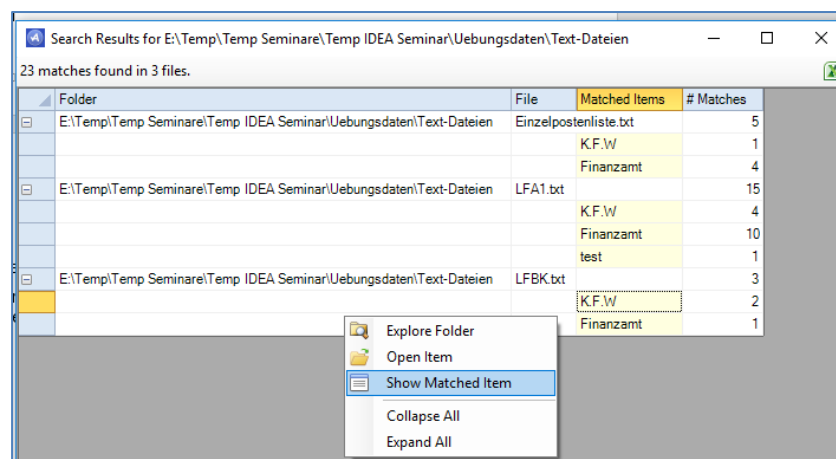 Search Results for E:\Temp\Temp Seminare\Temp IDEA Seminar\Uebungsdaten\Text-Dateien
23 matches found in 3 files.
Folder File Matched Items # Matches
E:\Temp\Temp Seminare\Temp IDEA Seminar\Uebungsdaten\Text-Dateien Einzelpostenliste.txt 5
K.F.W 1
Finanzamt 4
E:\Temp\Temp Seminare\Temp IDEA Seminar\Uebungsdaten\Text-Dateien LFA1.txt 15
K.F.W 4
Finanzamt 10
test 1
E:\Temp\Temp Seminare\Temp IDEA Seminar\Uebungsdaten\Text-Dateien LFBK.txt 3
K.F.W 2
Finanzamt 1
Explore Folder
Open Item
Show Matched Item
Collapse All
Expand All